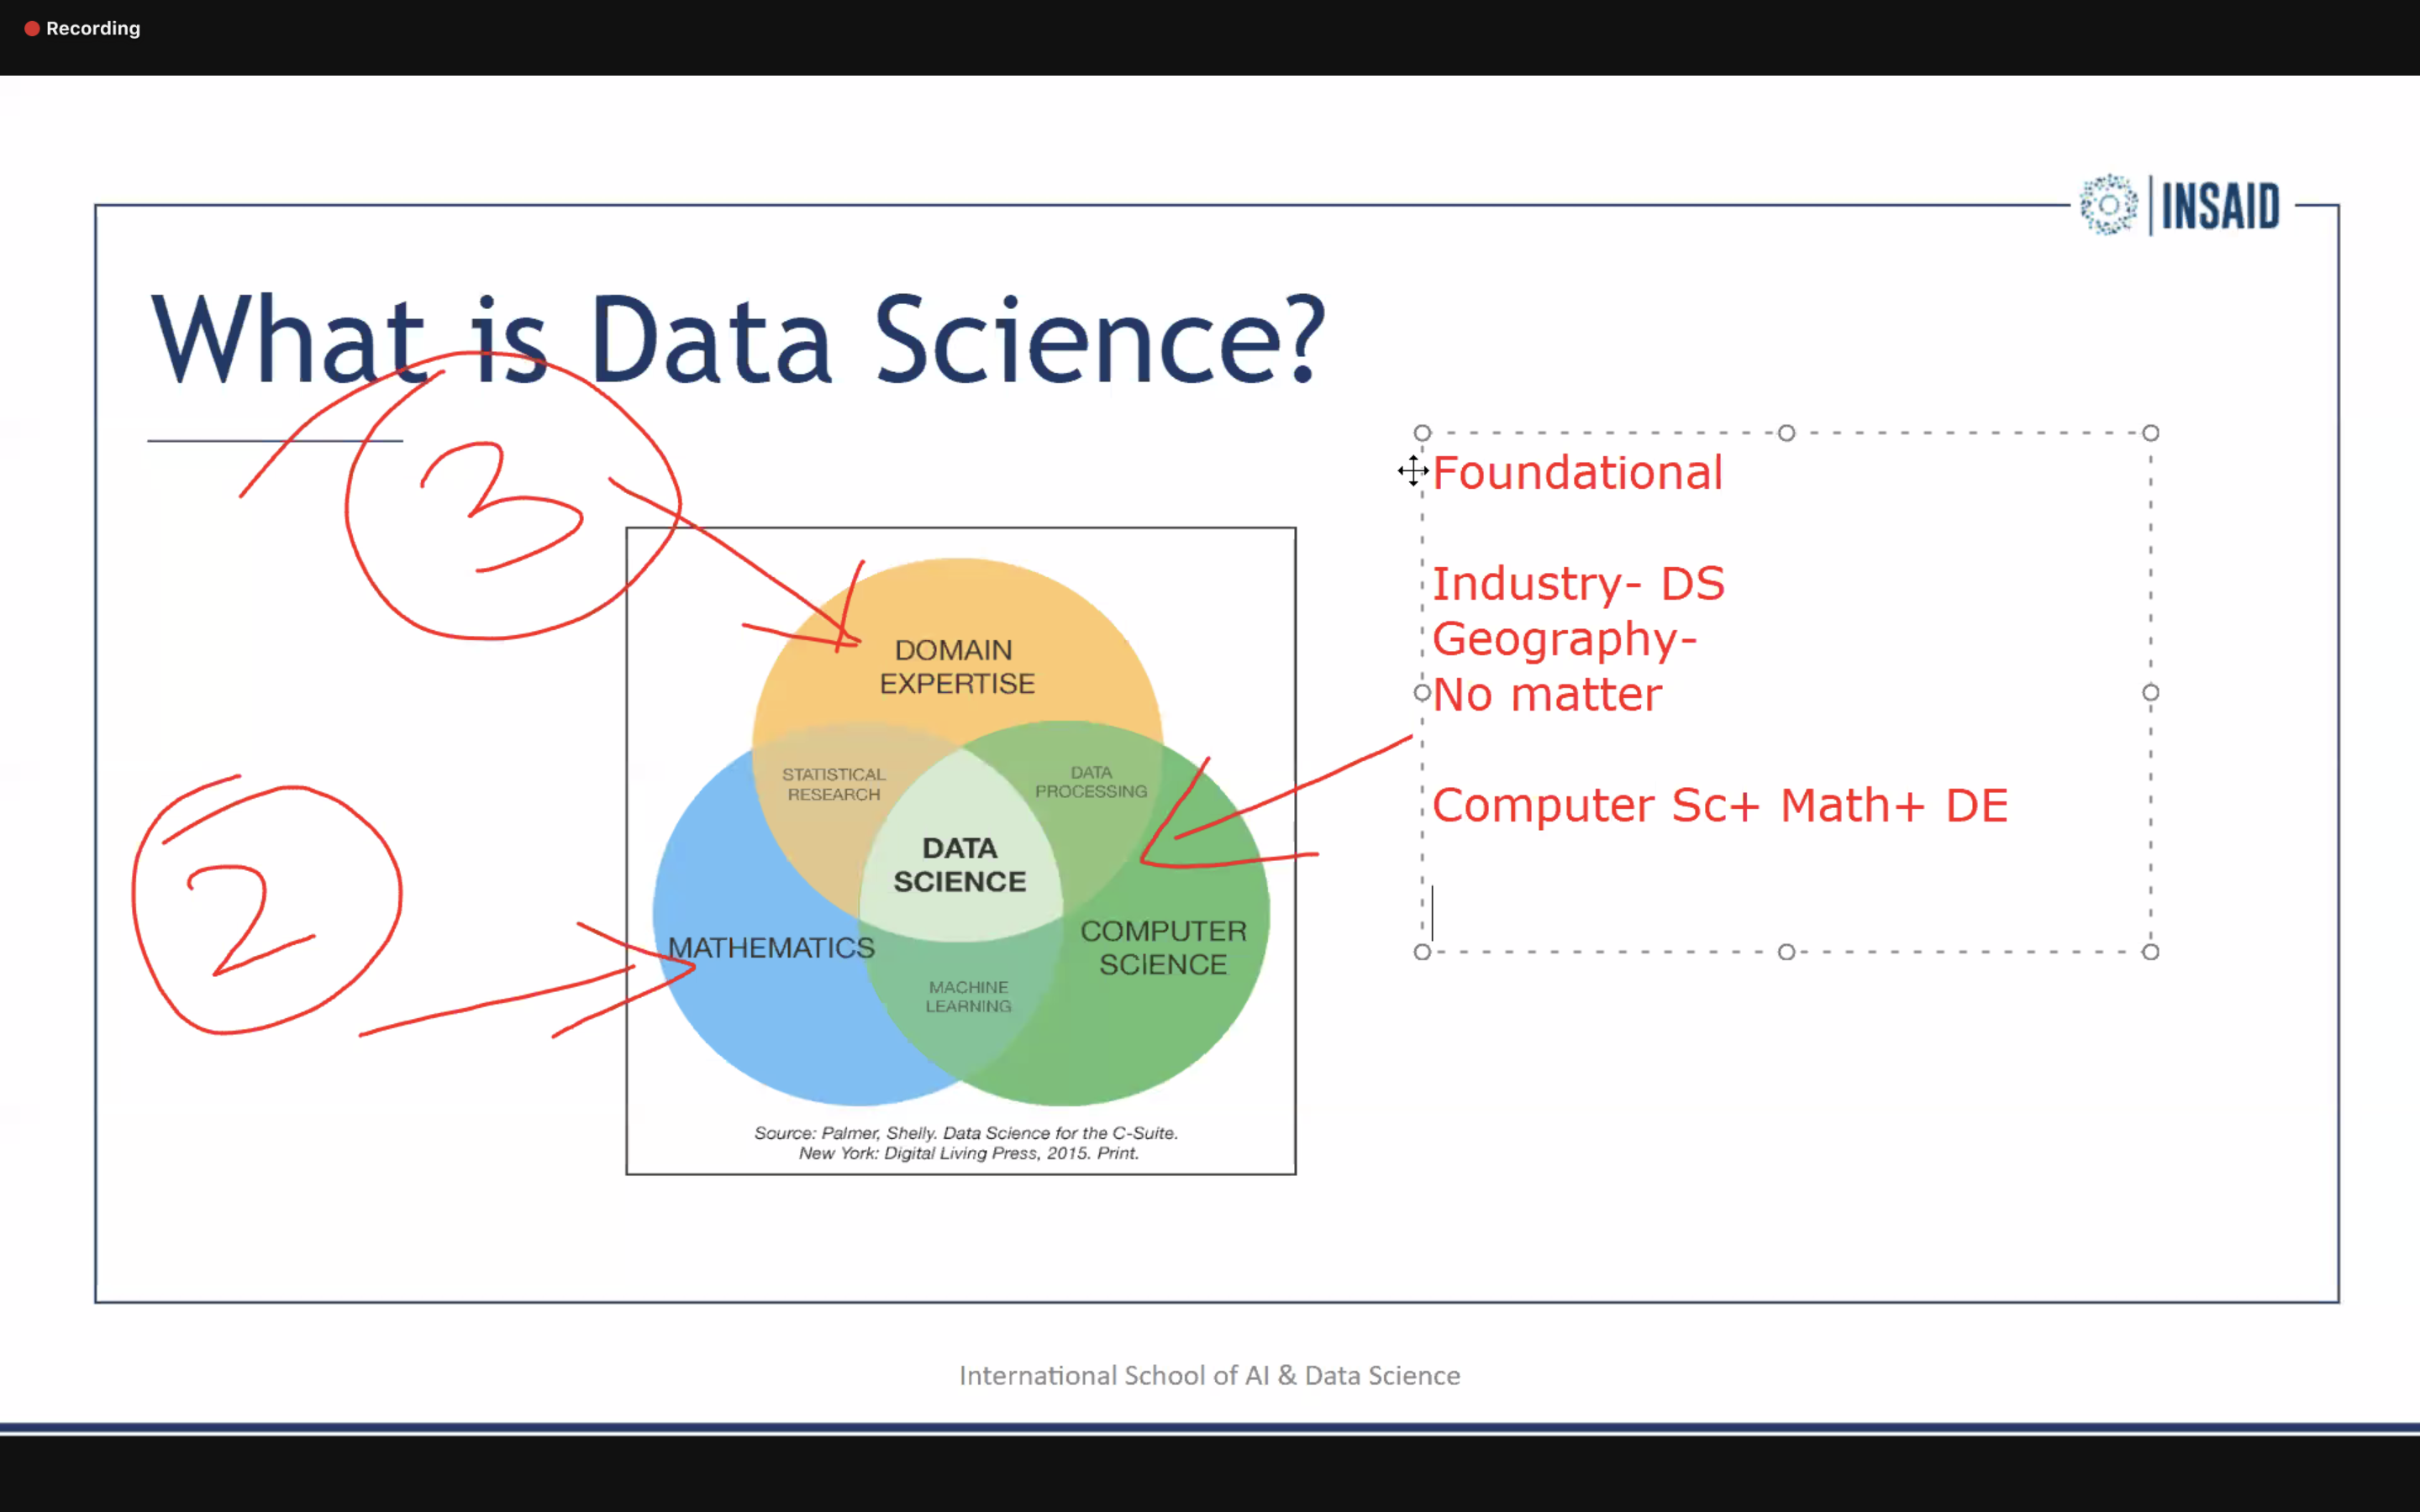 Recording
INSAID
What is Data Science?
3
Foundational
Industry- DS
Geography-
No matter
Computer Sc+ Math+ DE
2
DOMAIN
EXPERTISE
STATISTICAL
RESEARCH
DATA
PROCESSING
DATA
SCIENCE
MATHEMATICS
COMPUTER
SCIENCE
MACHINE
LEARNING
Source: Palmer, Shelly. Data Science for the C-Suite.
New York: Digital Living Press, 2015. Print.
International School of AI & Data Science